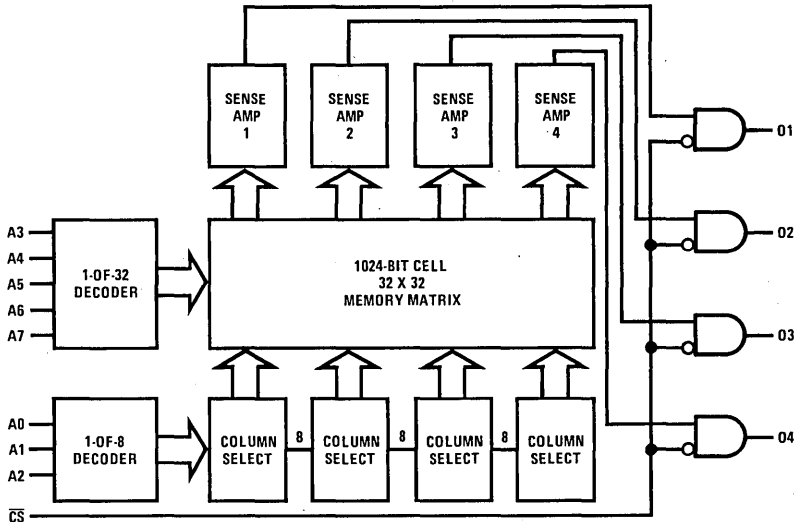 SENSE
AMP
1
SENSE
AMP
2
SENSE
AMP
3
SENSE
AMP
4
O1
O2
O3
O4
A3
A4
A5
A6
A7
1-OF-32
DECODER
1024-BIT CELL
32 X 32
MEMORY MATRIX
A0
A1
A2
1-OF-8
DECODER
COLUMN
SELECT
8
COLUMN
SELECT
8
COLUMN
SELECT
8
COLUMN
SELECT
C̅S̅